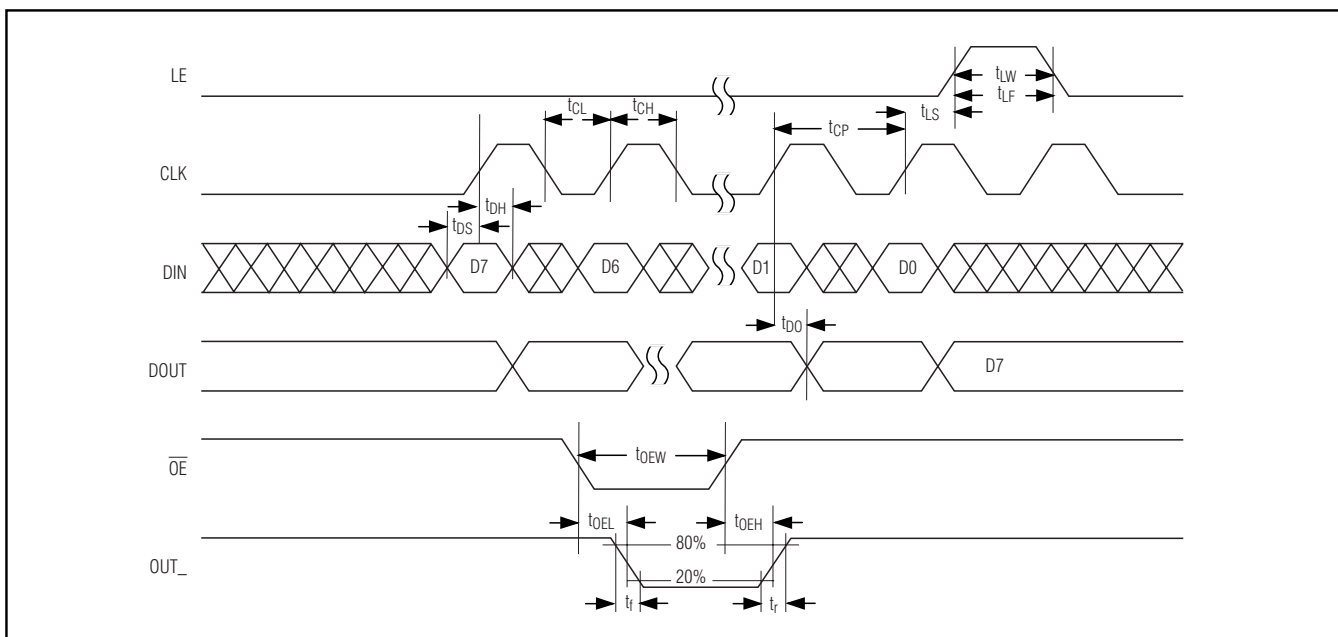 LE
tLW
tLF
tCL
tCH
tCP
tLS
CLK
tDS
tDH
DIN
D7
D6
D1
D0
tDO
DOUT
D7
OE
tOEW
tOEL
tOEH
80%
OUT_
20%
tf
tr